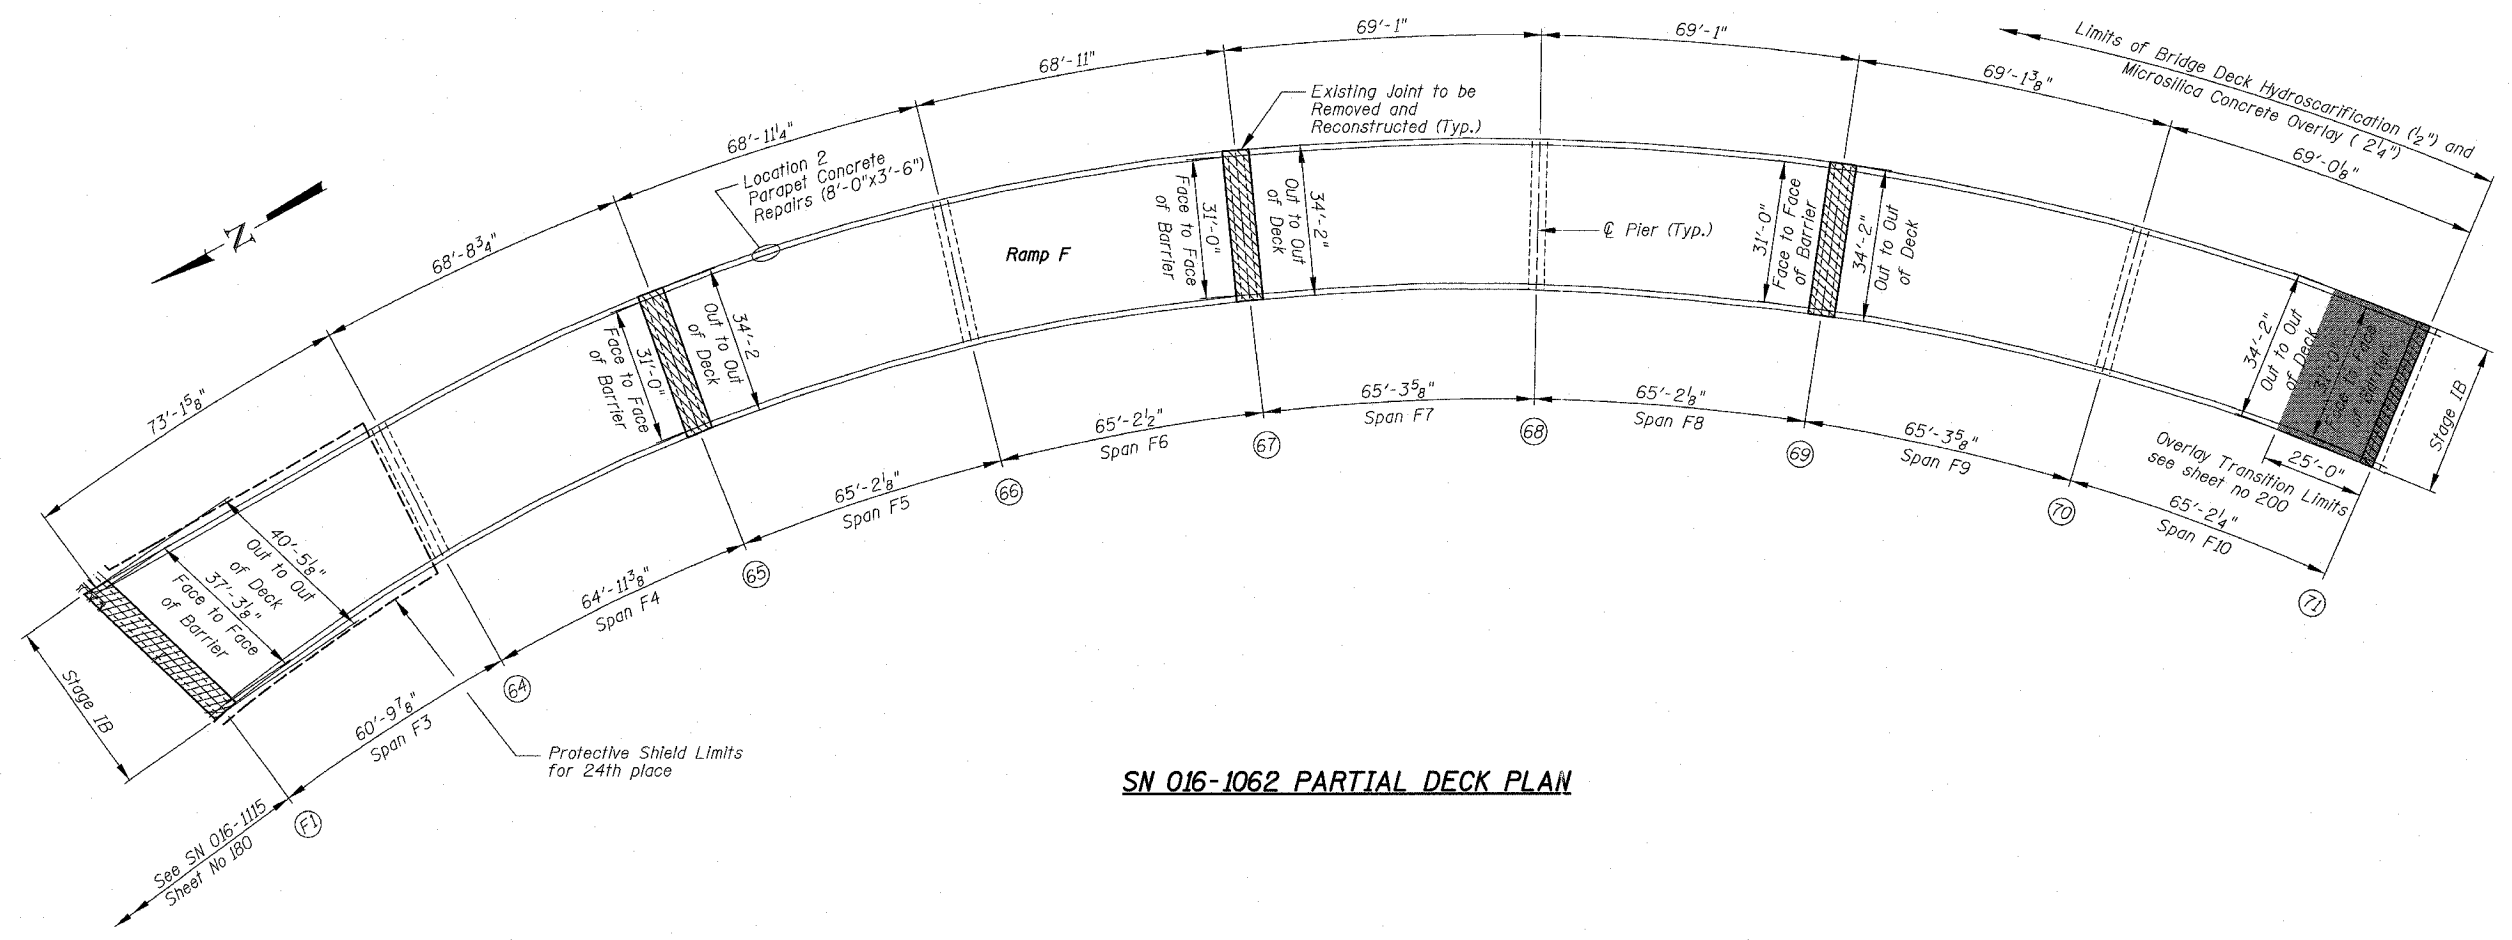 73'-1⅝"
68'-8¾"
68'-11¼"
68'-11"
69'-1"
69'-1"
69'-1⅜"
69'-0⅛"
Limits of Bridge Deck Hydroscarification (½") and
Microsilica Concrete Overlay ( 2¼")
Existing Joint to be
Removed and
Reconstructed (Typ.)
Location 2
Parapet Concrete
Repairs (8'-0"x3'-6")
N
Ramp F
℄ Pier (Typ.)
40'-5⅛"
Out to Out
of Deck
37'-3⅛"
Face to Face
of Barrier
31'-0"
Face to Face
of Barrier
34'-2
Out to Out
of Deck
Face to Face
31'-0"
of Barrier
34'-2"
Out to Out
of Deck
31'-0"
Face to Face
of Barrier
34'-2"
Out to Out
of Deck
34'-2"
Out to Out
of Deck
31'-0"
Face to Face
of Barrier
Stage IB
Stage IB
25'-0"
Overlay Transition Limits
see sheet no 200
60'-9⅞"
Span F3
64'-11⅜"
Span F4
65'-2⅛"
Span F5
65'-2½"
Span F6
65'-3⅝"
Span F7
65'-2⅛"
Span F8
65'-3⅝"
Span F9
65'-2¼"
Span F10
F1
64
65
66
67
68
69
70
71
Protective Shield Limits
for 24th place
See SN 016-1115
Sheet No 180
SN 016-1062 PARTIAL DECK PLAN